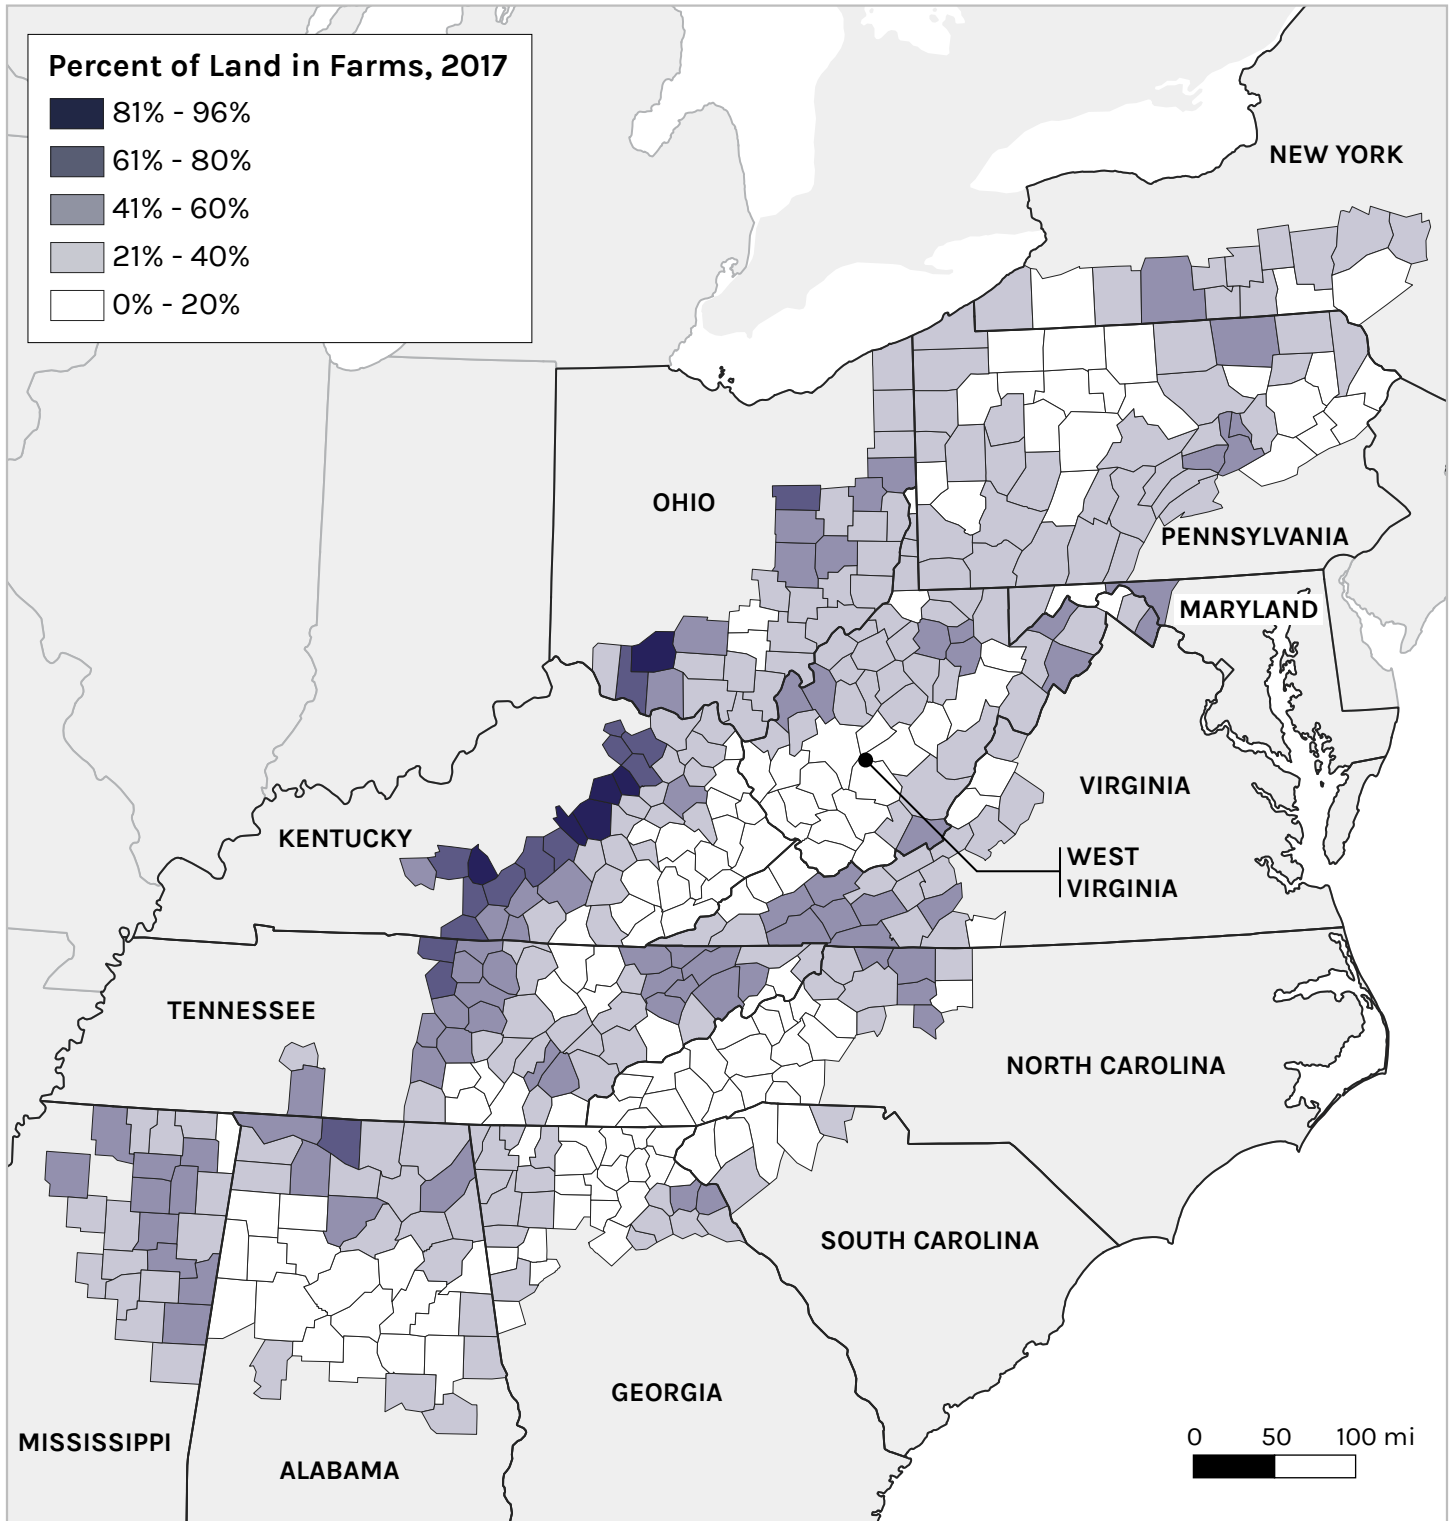 Percent of Land in Farms, 2017
81% - 96%
61% - 80%
41% - 60%
21% - 40%
0% - 20%
NEW YORK
OHIO
PENNSYLVANIA
MARYLAND
VIRGINIA
KENTUCKY
WEST
VIRGINIA
TENNESSEE
NORTH CAROLINA
SOUTH CAROLINA
GEORGIA
MISSISSIPPI
ALABAMA
0 50 100 mi